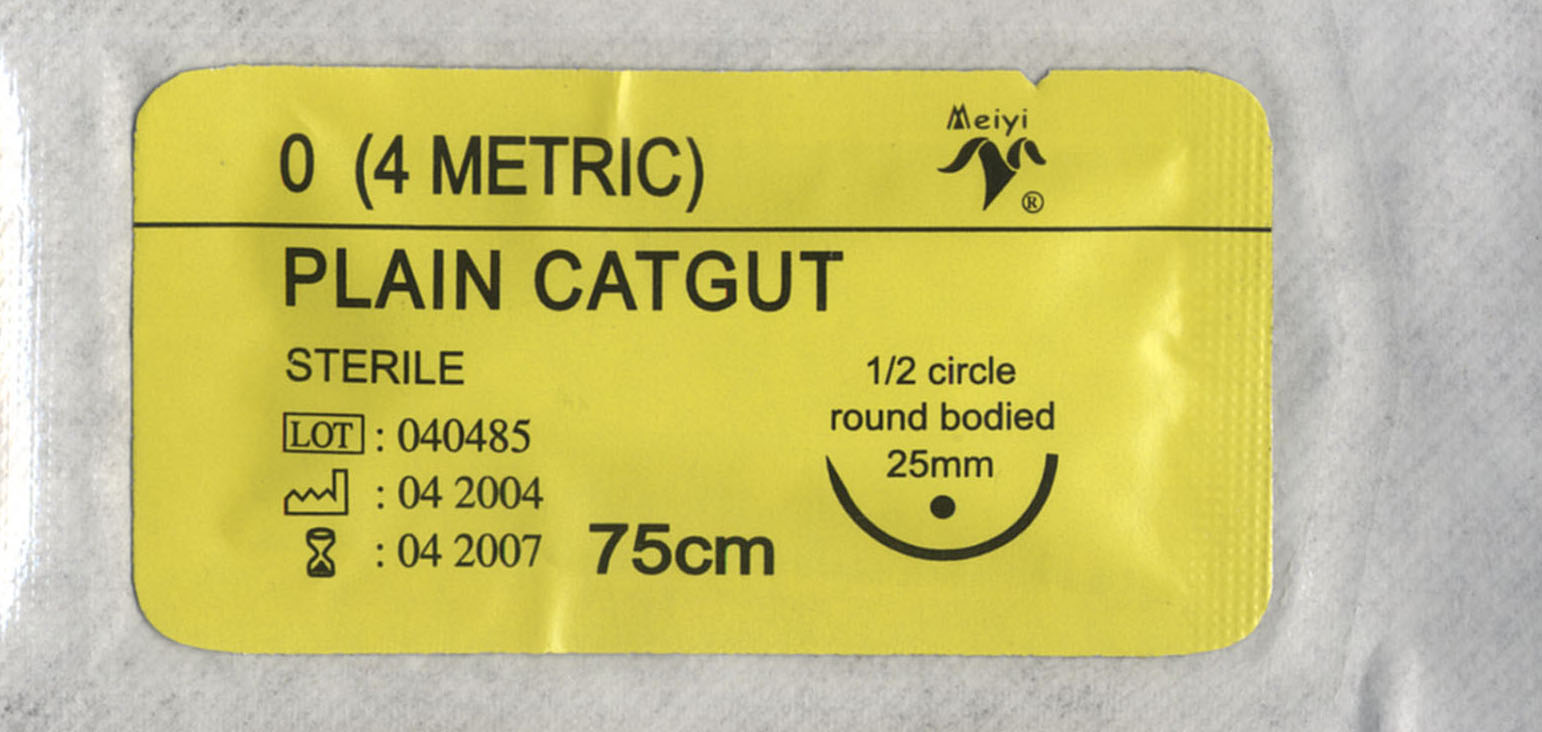 0 (4 METRIC)
Meiyi
®
PLAIN CATGUT
STERILE
LOT : 040485
: 04 2004
: 04 2007
75cm
1/2 circle
round bodied
25mm